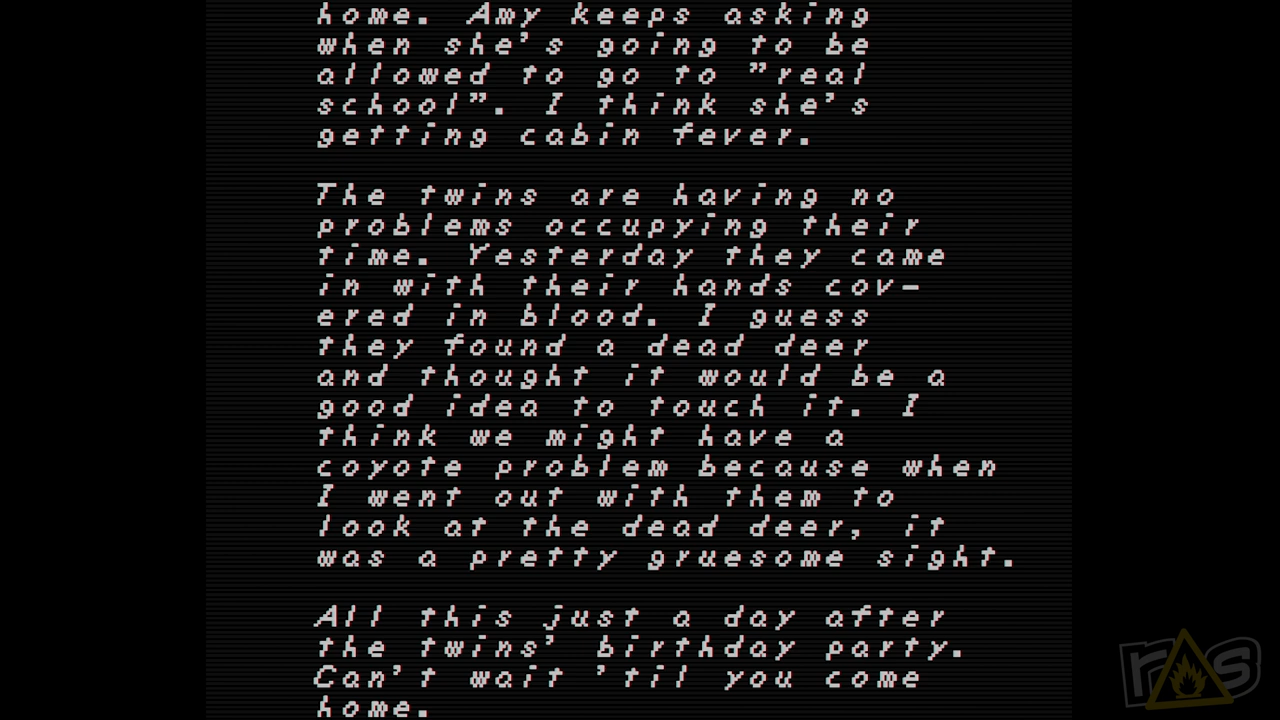 home. Amy keeps asking
when she's going to be
allowed to go to "real
school". I think she's
getting cabin fever.
The twins are having no
problems occupying their
time. Yesterday they came
in with their hands cov-
ered in blood. I guess
they found a dead deer
and thought it would be a
good idea to touch it. I
think we might have a
coyote problem because when
I went out with them to
look at the dead deer, it
was a pretty gruesome sight.
All this just a day after
the twins' birthday party.
Can't wait 'til you come
home.
ras